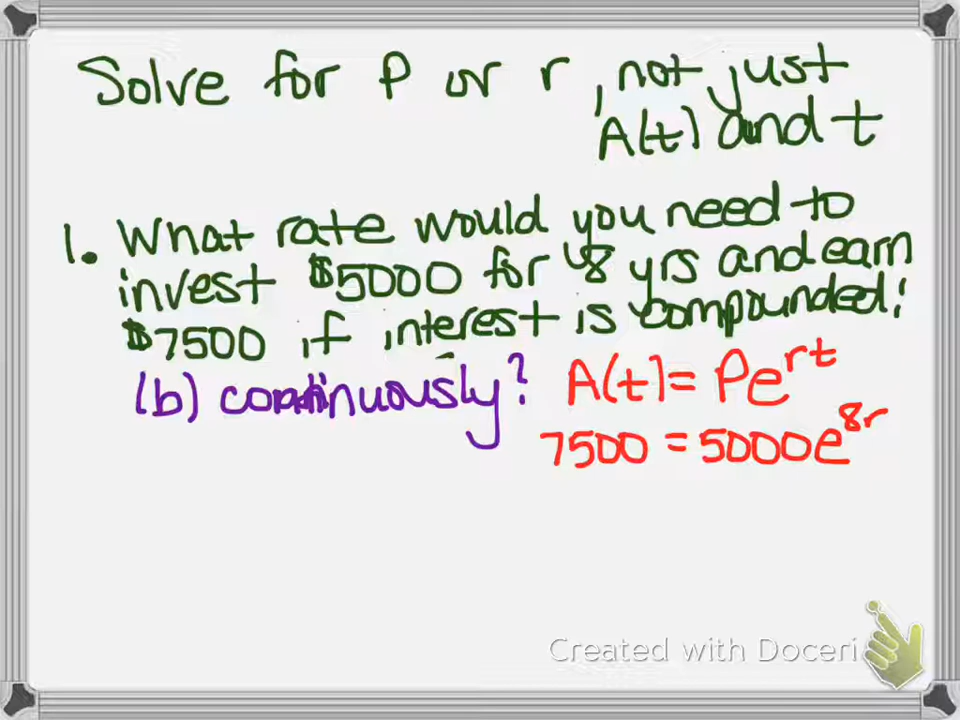 Solve for P or r, not just
A(t) and t
1. What rate would you need to
invest $5000 for 8 yrs and earn
$7500 if interest is compounded:
(b) continuously?
A(t) = Pe^{rt}
7500 = 5000e^{8r}
Created with Doceri